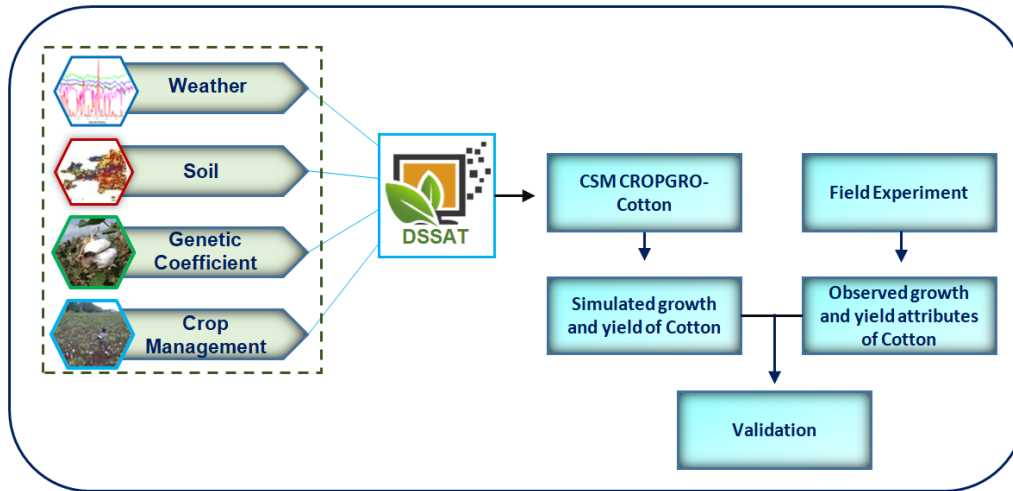 Weather
Soil
Genetic
Coefficient
Crop
Management
DSSAT
CSM CROPGRO-
Cotton
Simulated growth
and yield of Cotton
Field Experiment
Observed growth
and yield attributes
of Cotton
Validation